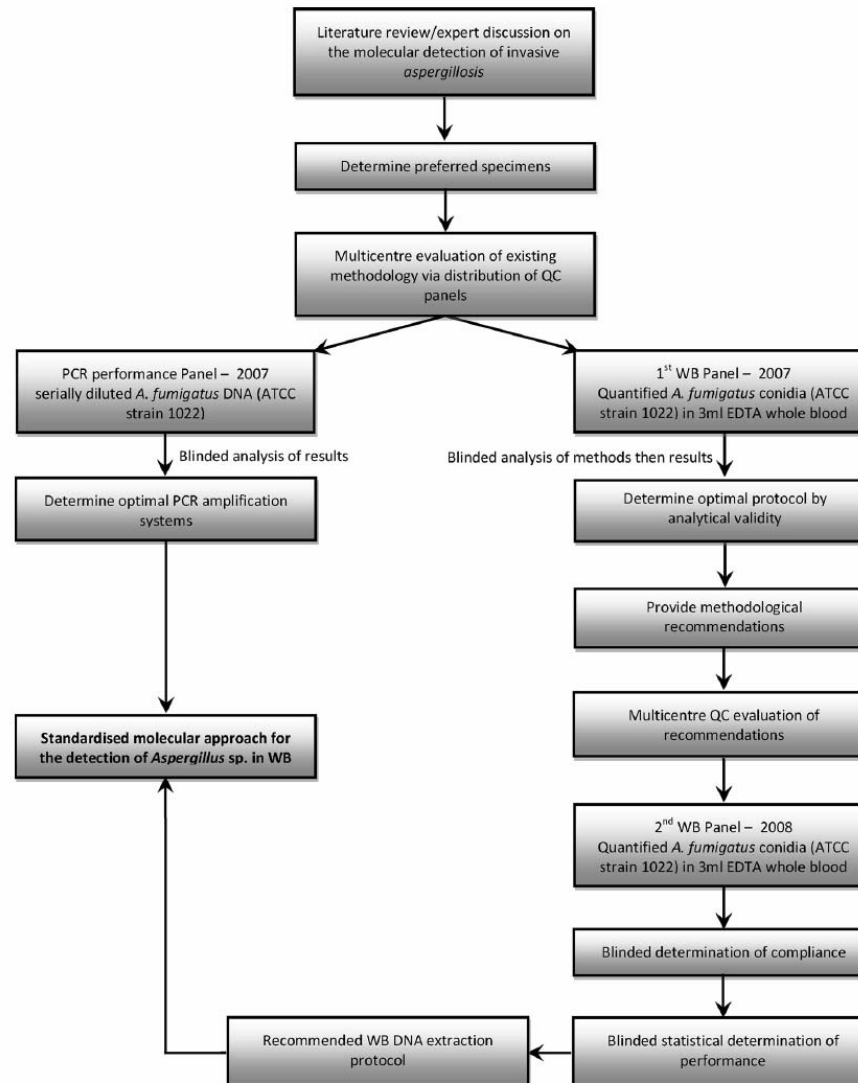 Literature review/expert discussion on
the molecular detection of invasive
aspergillosis
Determine preferred specimens
Multicentre evaluation of existing
methodology via distribution of QC
panels
PCR performance Panel – 2007
serially diluted A. fumigatus DNA (ATCC
strain 1022)
Blinded analysis of results
Determine optimal PCR amplification
systems
Standardised molecular approach for
the detection of Aspergillus sp. in WB
1st WB Panel – 2007
Quantified A. fumigatus conidia (ATCC
strain 1022) in 3ml EDTA whole blood
Blinded analysis of methods then results
Determine optimal protocol by
analytical validity
Provide methodological
recommendations
Multicentre QC evaluation of
recommendations
2nd WB Panel – 2008
Quantified A. fumigatus conidia (ATCC
strain 1022) in 3ml EDTA whole blood
Blinded determination of compliance
Blinded statistical determination of
performance
Recommended WB DNA extraction
protocol